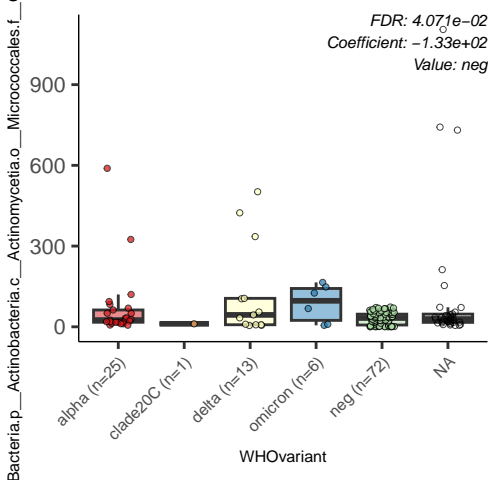 FDR: 4.071e−02
Coefficient: −1.33e+02
Value: neg
Bacteria.p__Actinobacteria.c__Actinomycetia.o__Micrococcales.f__
900
600
300
0
alpha (n=25)
clade20C (n=1)
delta (n=13)
omicron (n=6)
neg (n=72)
NA
WHOvariant